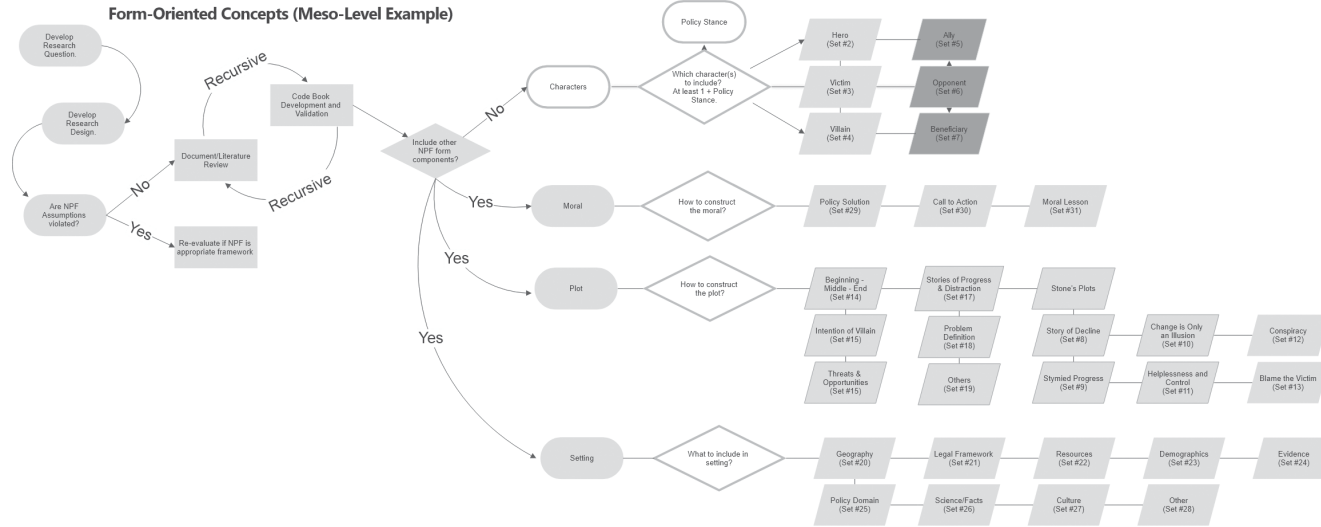 Form-Oriented Concepts (Meso-Level Example)
Develop
Research
Question.
Develop
Research
Design.
Are NPF
Assumptions
violated?
No
Yes
Document/Literature
Review
Re-evaluate if NPF is
appropriate framework
Recursive
Code Book
Development and
Validation
Recursive
Include other
NPF form
components?
No
Yes
Yes
Yes
Policy Stance
Characters
Which character(s)
to include?
At least 1 + Policy
Stance.
Hero
(Set #2)
Ally
(Set #5)
Victim
(Set #3)
Opponent
(Set #6)
Villain
(Set #4)
Beneficiary
(Set #7)
Moral
How to construct
the moral?
Policy Solution
(Set #29)
Call to Action
(Set #30)
Moral Lesson
(Set #31)
Plot
How to construct
the plot?
Beginning -
Middle - End
(Set #14)
Stories of Progress
& Distraction
(Set #17)
Stone's Plots
Intention of Villain
(Set #15)
Problem
Definition
(Set #18)
Story of Decline
(Set #8)
Change is Only
an Illusion
(Set #10)
Conspiracy
(Set #12)
Threats &
Opportunities
(Set #15)
Others
(Set #19)
Stymied Progress
(Set #9)
Helplessness and
Control
(Set #11)
Blame the Victim
(Set #13)
Setting
What to include in
setting?
Geography
(Set #20)
Legal Framework
(Set #21)
Resources
(Set #22)
Demographics
(Set #23)
Evidence
(Set #24)
Policy Domain
(Set #25)
Science/Facts
(Set #26)
Culture
(Set #27)
Other
(Set #28)